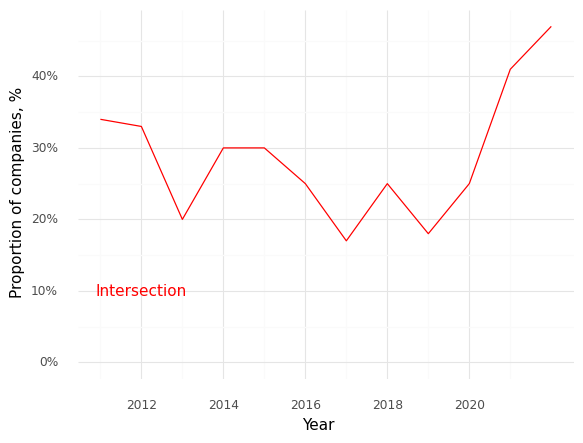 Proportion of companies, %
40%
30%
20%
10%
0%
Intersection
2012 2014 2016 2018 2020
Year